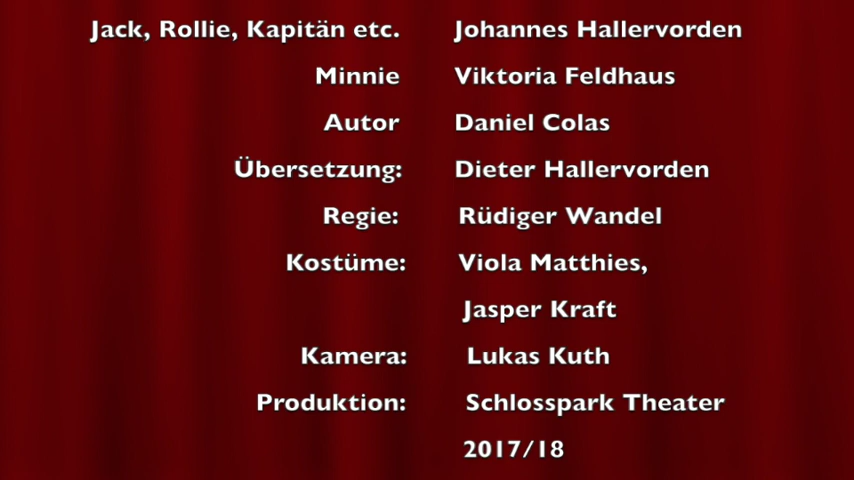 Jack, Rollie, Kapitän etc. Johannes Hallervorden
Minnie Viktoria Feldhaus
Autor Daniel Colas
Übersetzung: Dieter Hallervorden
Regie: Rüdiger Wandel
Kostüme: Viola Matthies,
Jasper Kraft
Kamera: Lukas Kuth
Produktion: Schlosspark Theater
2017/18